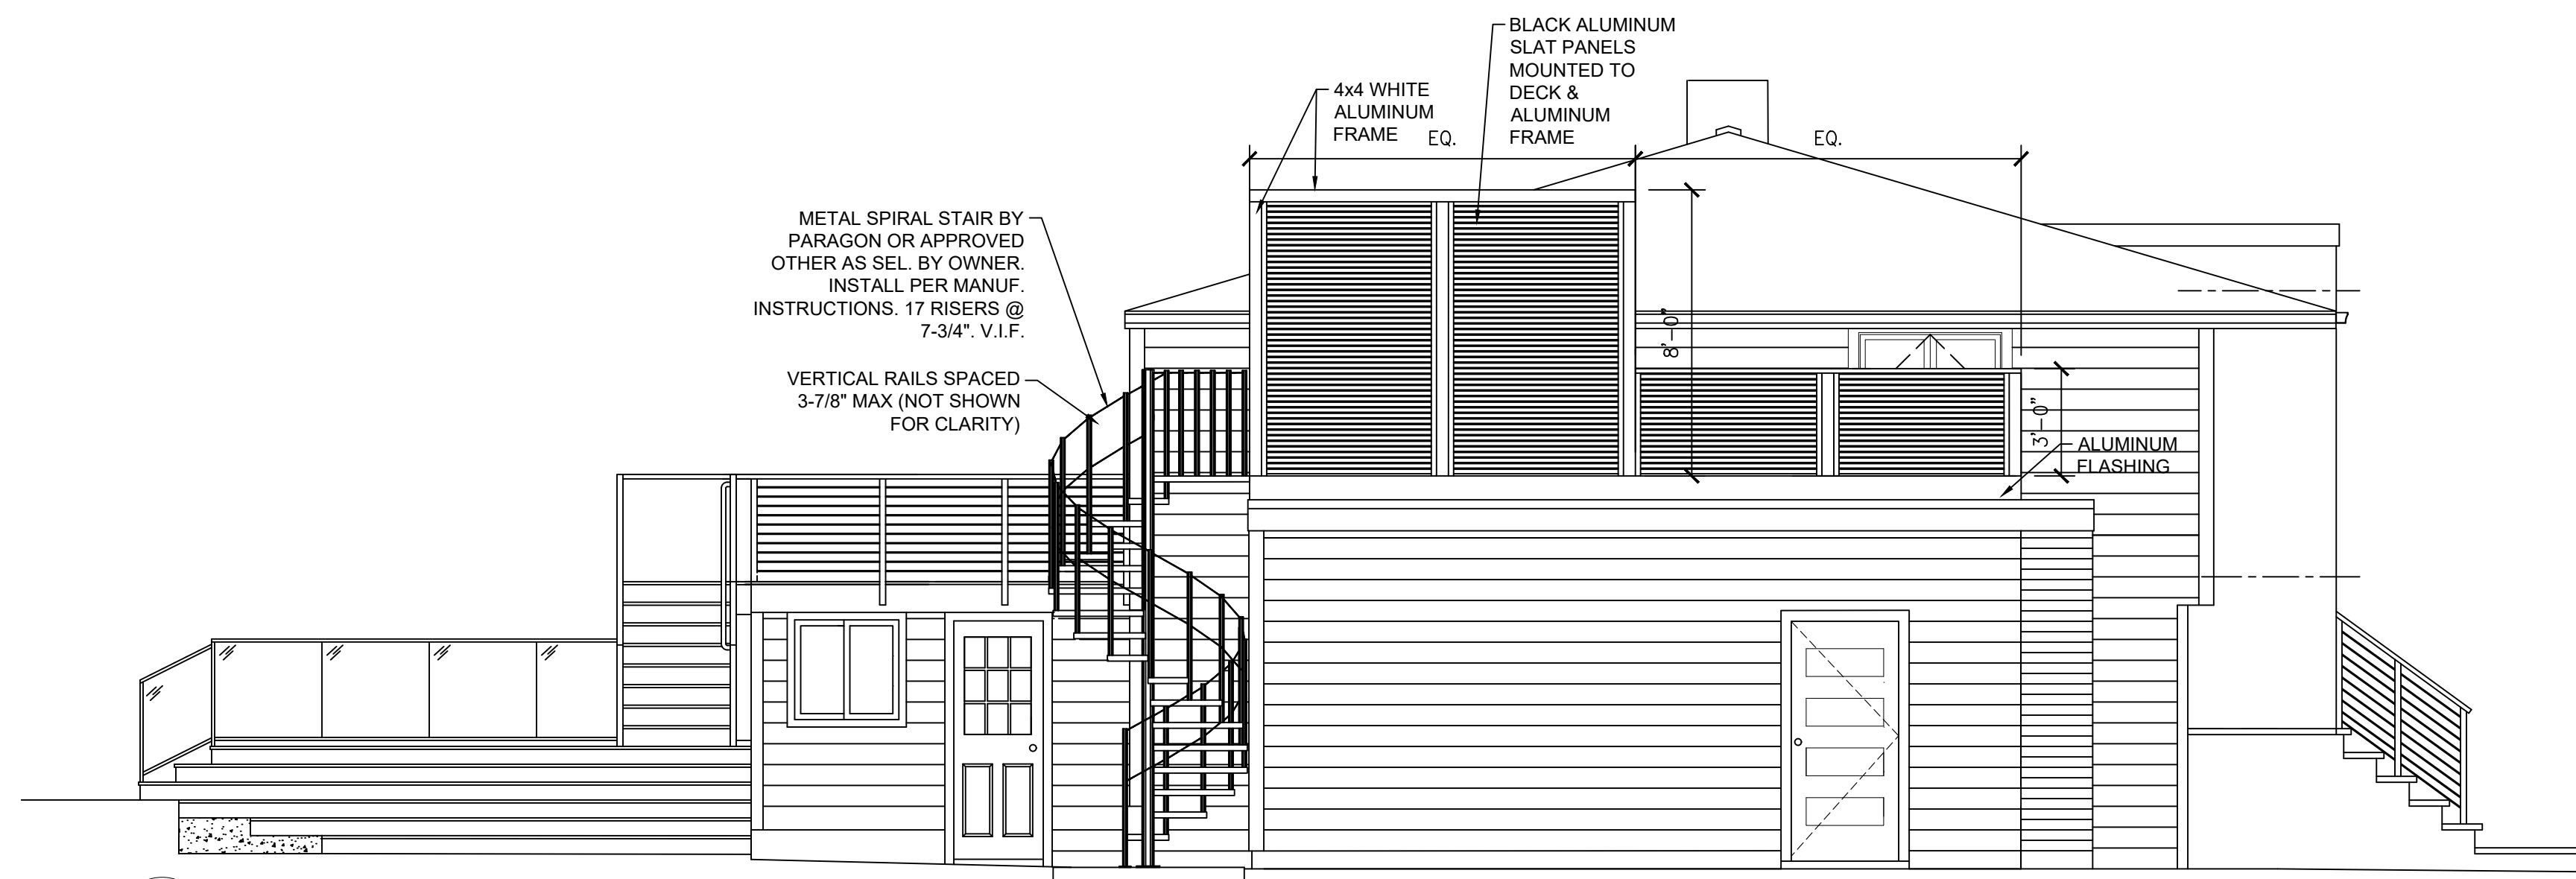 BLACK ALUMINUM
SLAT PANELS
MOUNTED TO
DECK &
ALUMINUM
FRAME
4x4 WHITE
ALUMINUM
FRAME
EQ.
EQ.
METAL SPIRAL STAIR BY
PARAGON OR APPROVED
OTHER AS SEL. BY OWNER.
INSTALL PER MANUF.
INSTRUCTIONS. 17 RISERS @
7-3/4". V.I.F.
8'-0"
VERTICAL RAILS SPACED
3-7/8" MAX (NOT SHOWN
FOR CLARITY)
3'-0"
ALUMINUM
FLASHING